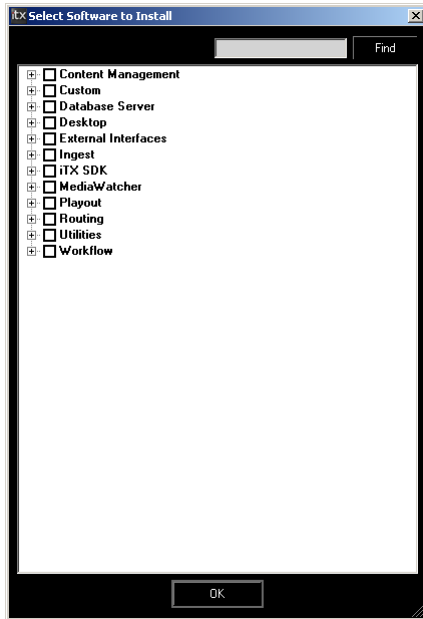 itx Select Software to Install
Find
Content Management
Custom
Database Server
Desktop
External Interfaces
Ingest
iTX SDK
MediaWatcher
Playout
Routing
Utilities
Workflow
OK